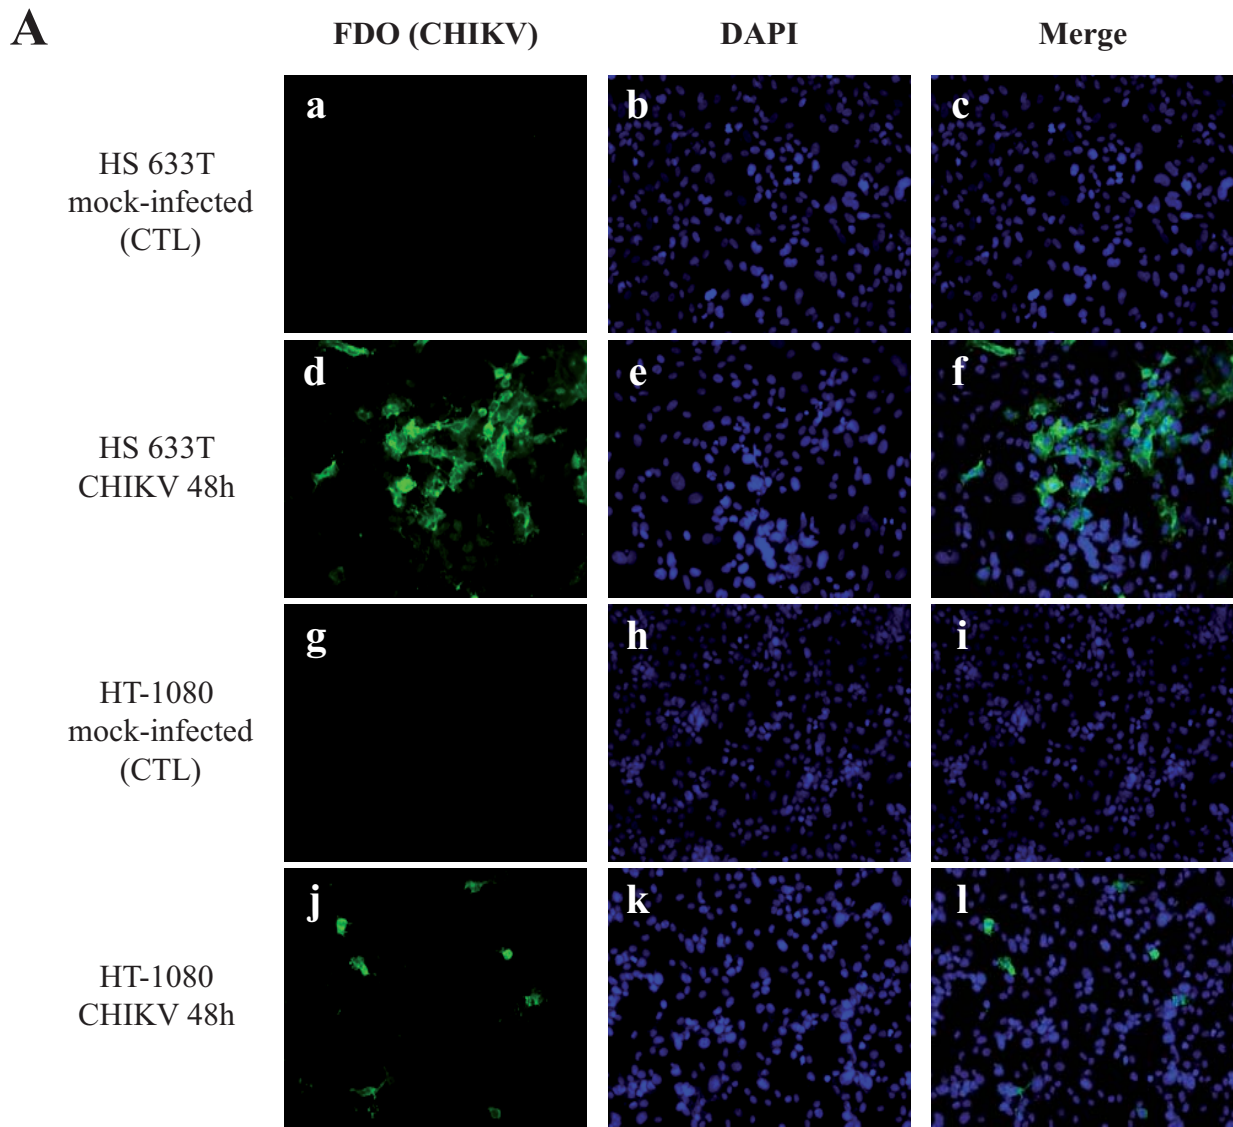 A
FDO (CHIKV)
DAPI
Merge
HS 633T
mock-infected
(CTL)
a
b
c
HS 633T
CHIKV 48h
d
e
f
HT-1080
mock-infected
(CTL)
g
h
i
HT-1080
CHIKV 48h
j
k
l